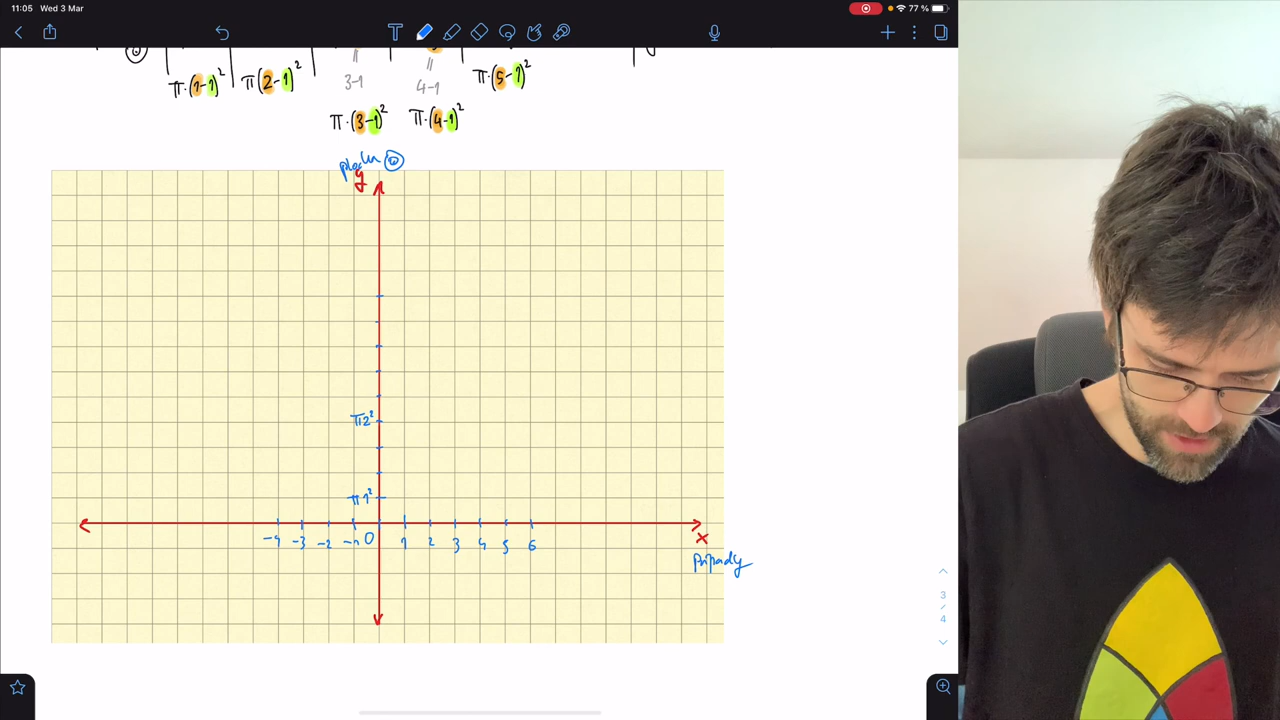 11:05 Wed 3 Mar
77 %
3-1
4-1
π·(1-1)²
π(2-1)²
π·(5-1)²
π·(3-1)²
π·(4-1)²
y
π2²
π1²
-4 -3 -2 -1 0 1 2 3 4 5 6
x
případy
3
/
4